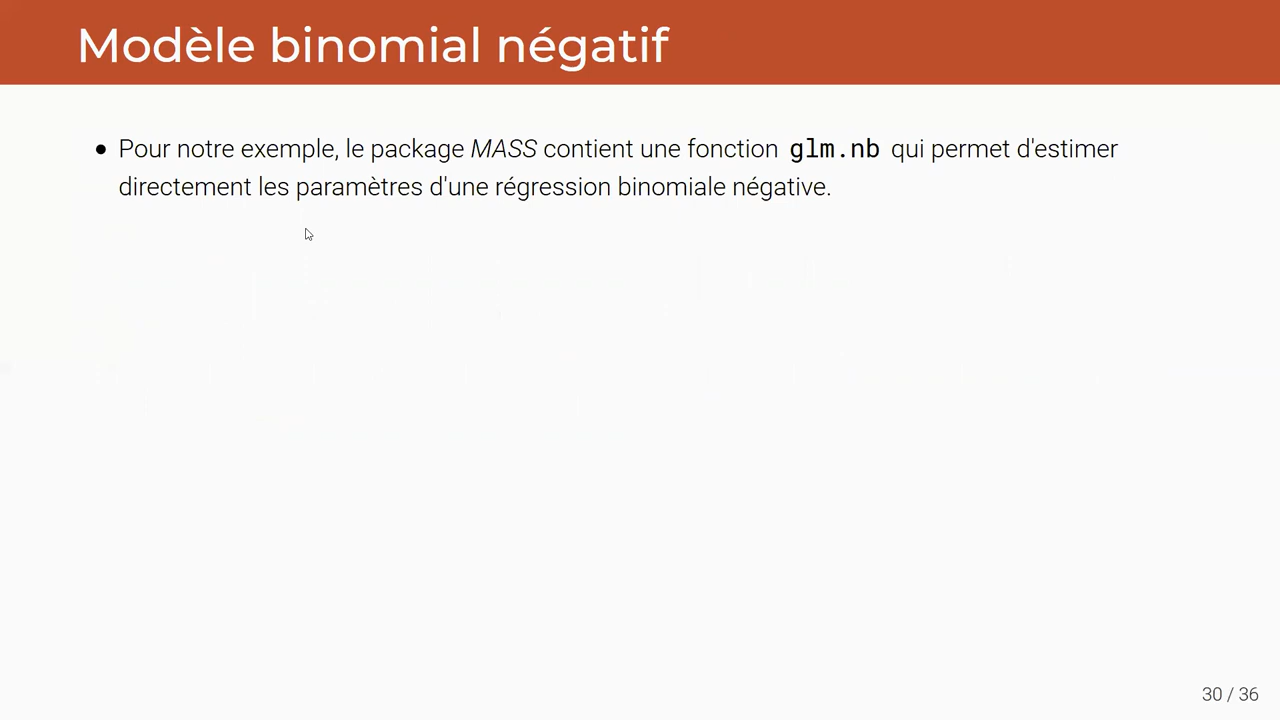 Modèle binomial négatif
• Pour notre exemple, le package MASS contient une fonction glm.nb qui permet d'estimer
directement les paramètres d'une régression binomiale négative.
30 / 36